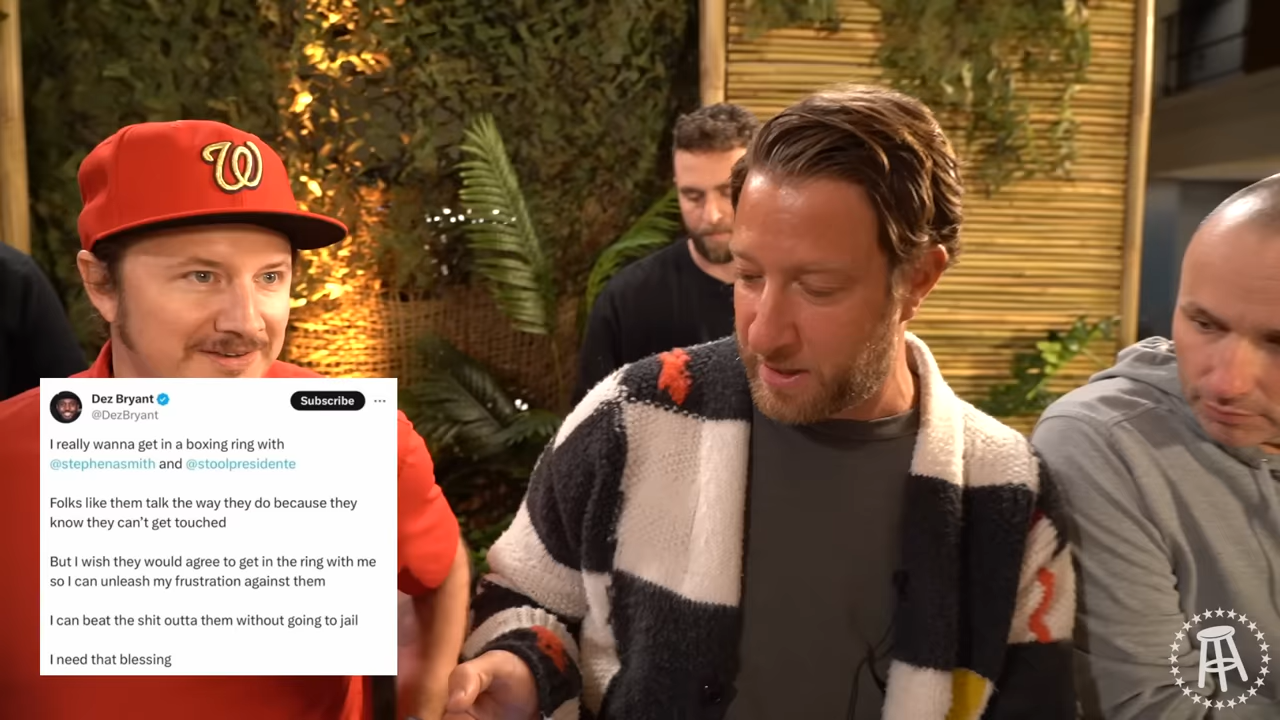 W
Dez Bryant
Subscribe
@DezBryant
I really wanna get in a boxing ring with
@stephenasmith and @stoolpresidente
Folks like them talk the way they do because they
know they can't get touched
But I wish they would agree to get in the ring with me
so I can unleash my frustration against them
I can beat the shit outta them without going to jail
I need that blessing